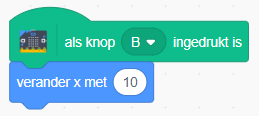 als knop B ingedrukt is
verander x met 10